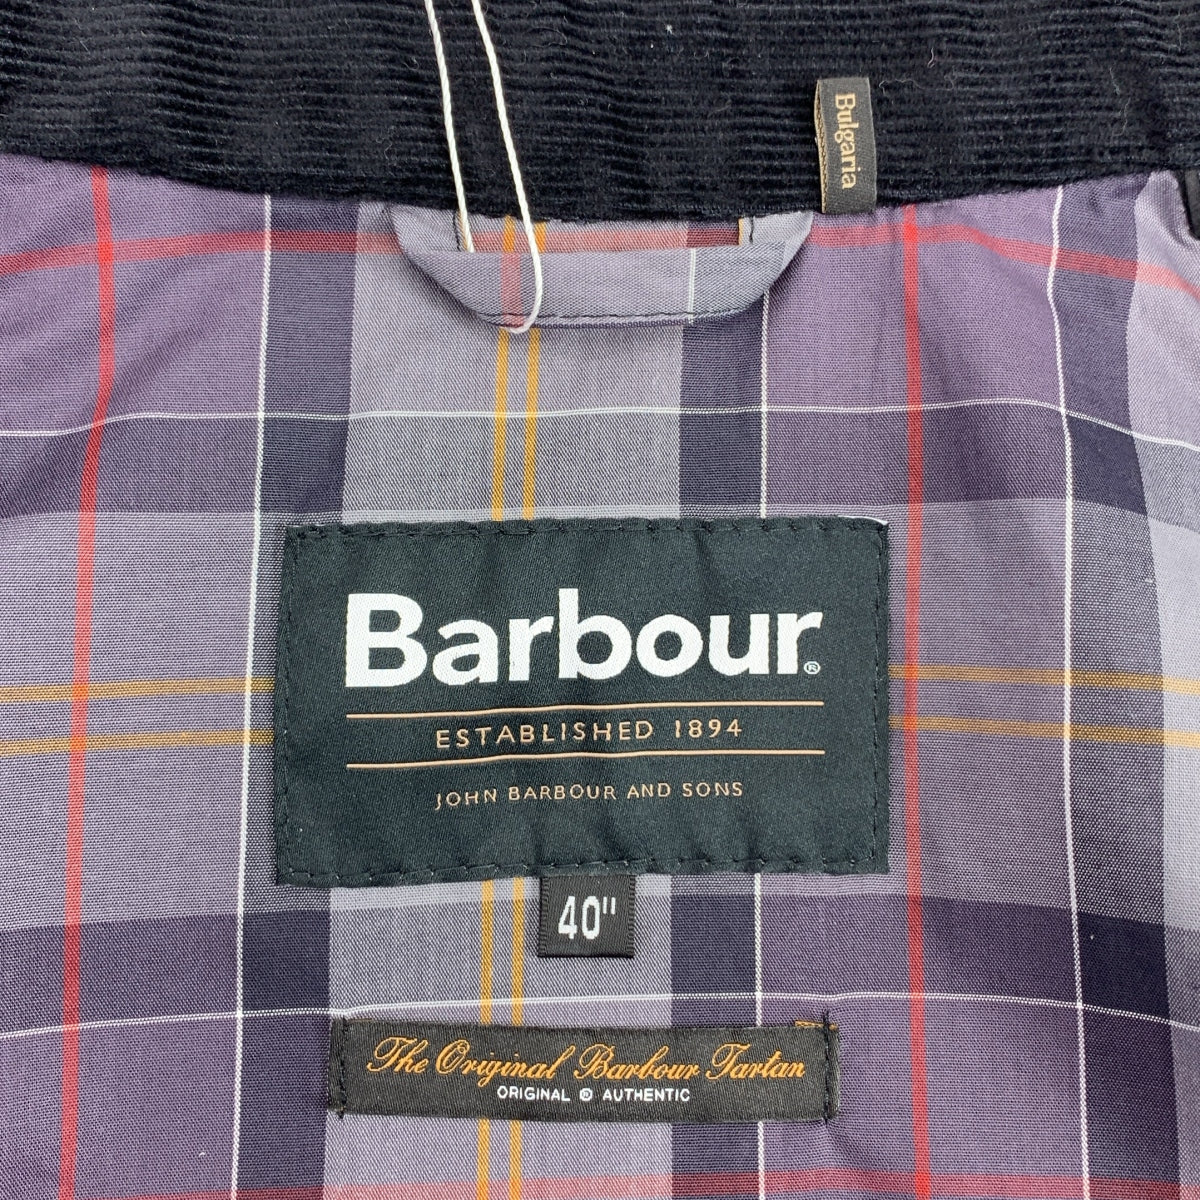 Bulgaria
Barbour®
ESTABLISHED 1894
JOHN BARBOUR AND SONS
40"
The Original Barbour Tartan
ORIGINAL ® AUTHENTIC